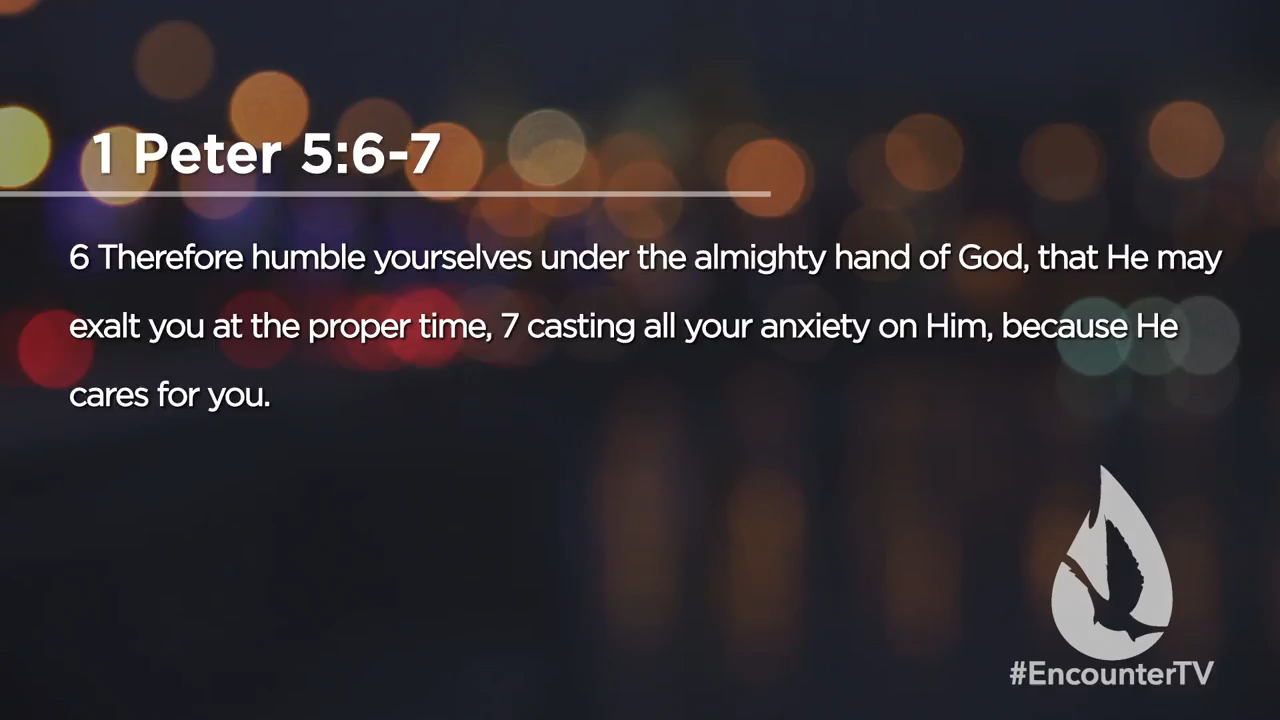 1 Peter 5:6-7
6 Therefore humble yourselves under the almighty hand of God, that He may
exalt you at the proper time, 7 casting all your anxiety on Him, because He
cares for you.
#EncounterTV